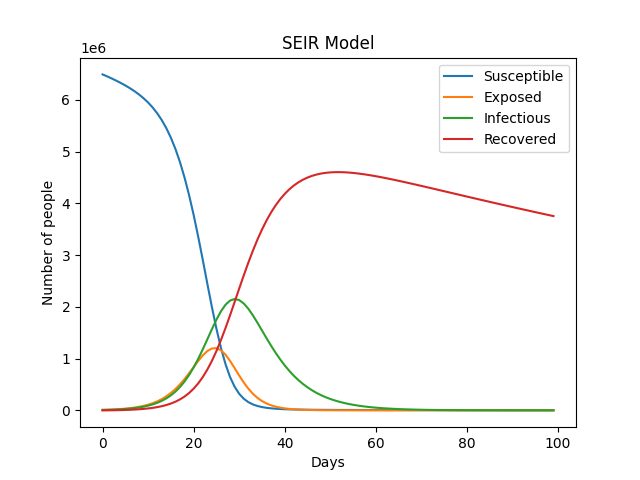 SEIR Model
1e6
Susceptible
Exposed
Infectious
Recovered
6
5
4
3
2
1
0
Number of people
0 20 40 60 80 100
Days